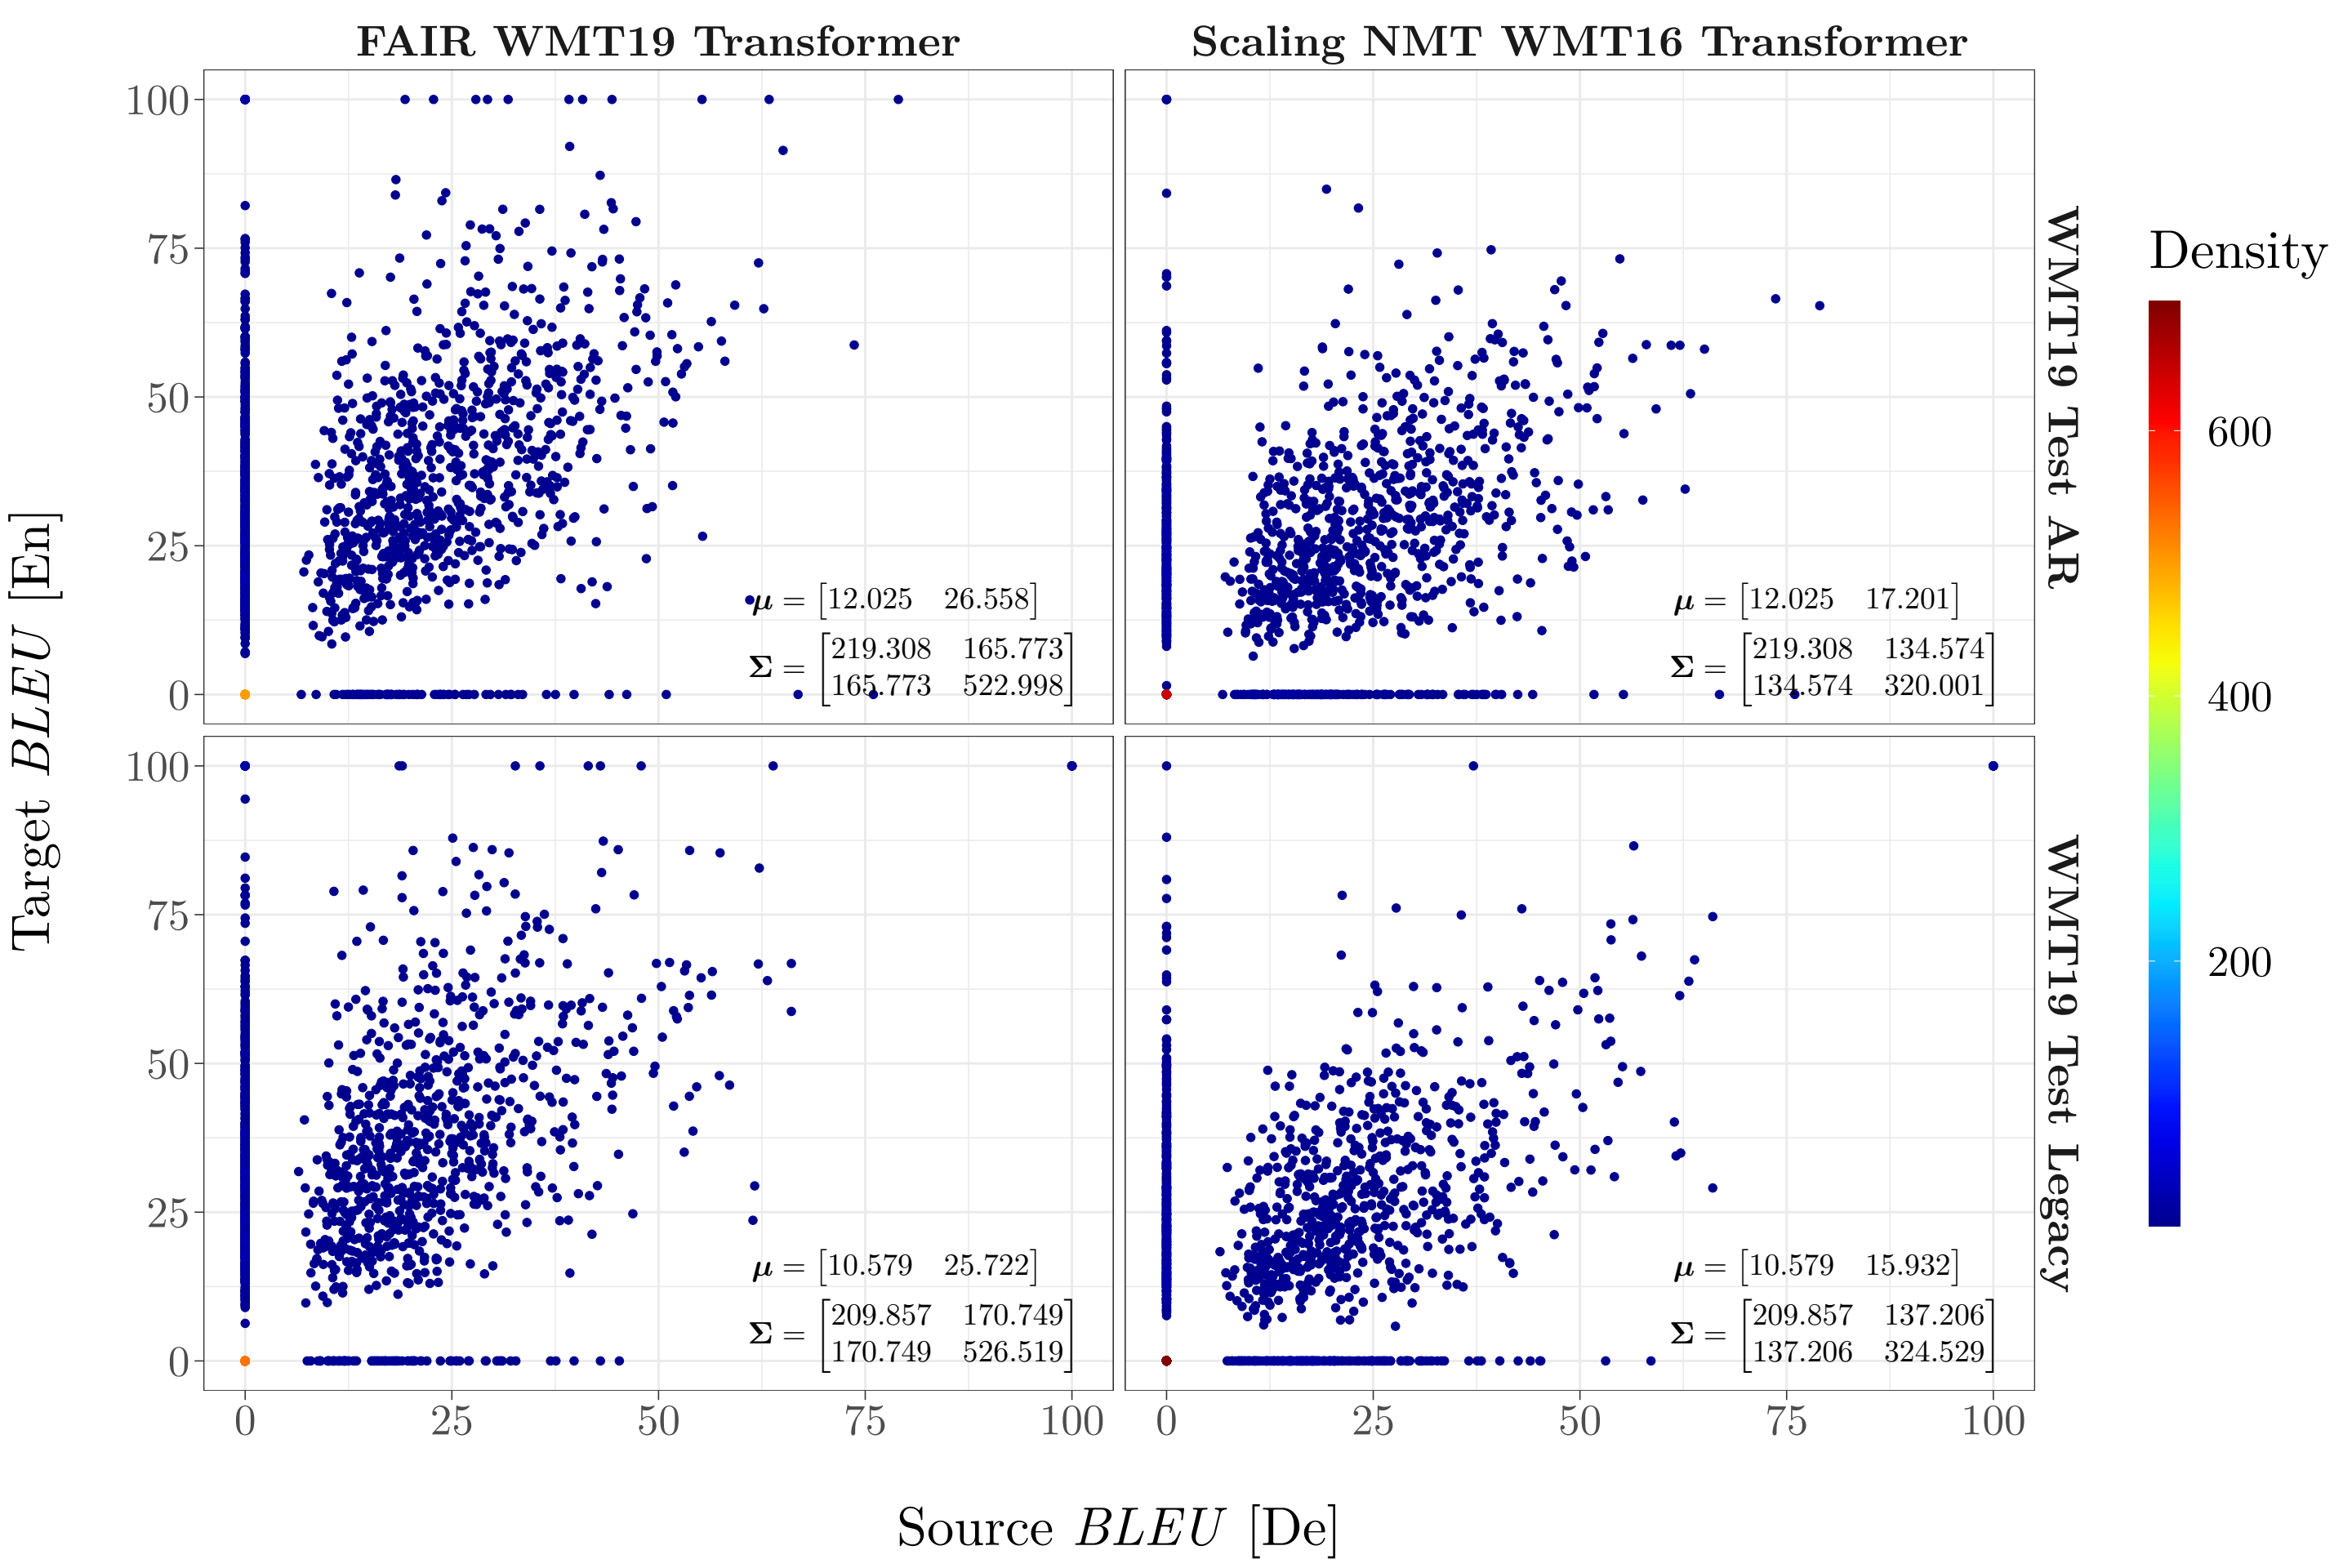 FAIR WMT19 Transformer
Scaling NMT WMT16 Transformer
Target BLEU [En]
100
75
50
25
0
μ = [12.025 26.558]
Σ = [219.308 165.773
165.773 522.998]
μ = [12.025 17.201]
Σ = [219.308 134.574
134.574 320.001]
WMT19 Test AR
100
75
50
25
0
μ = [10.579 25.722]
Σ = [209.857 170.749
170.749 526.519]
μ = [10.579 15.932]
Σ = [209.857 137.206
137.206 324.529]
WMT19 Test Legacy
0 25 50 75 100
0 25 50 75 100
Source BLEU [De]
Density
600
400
200